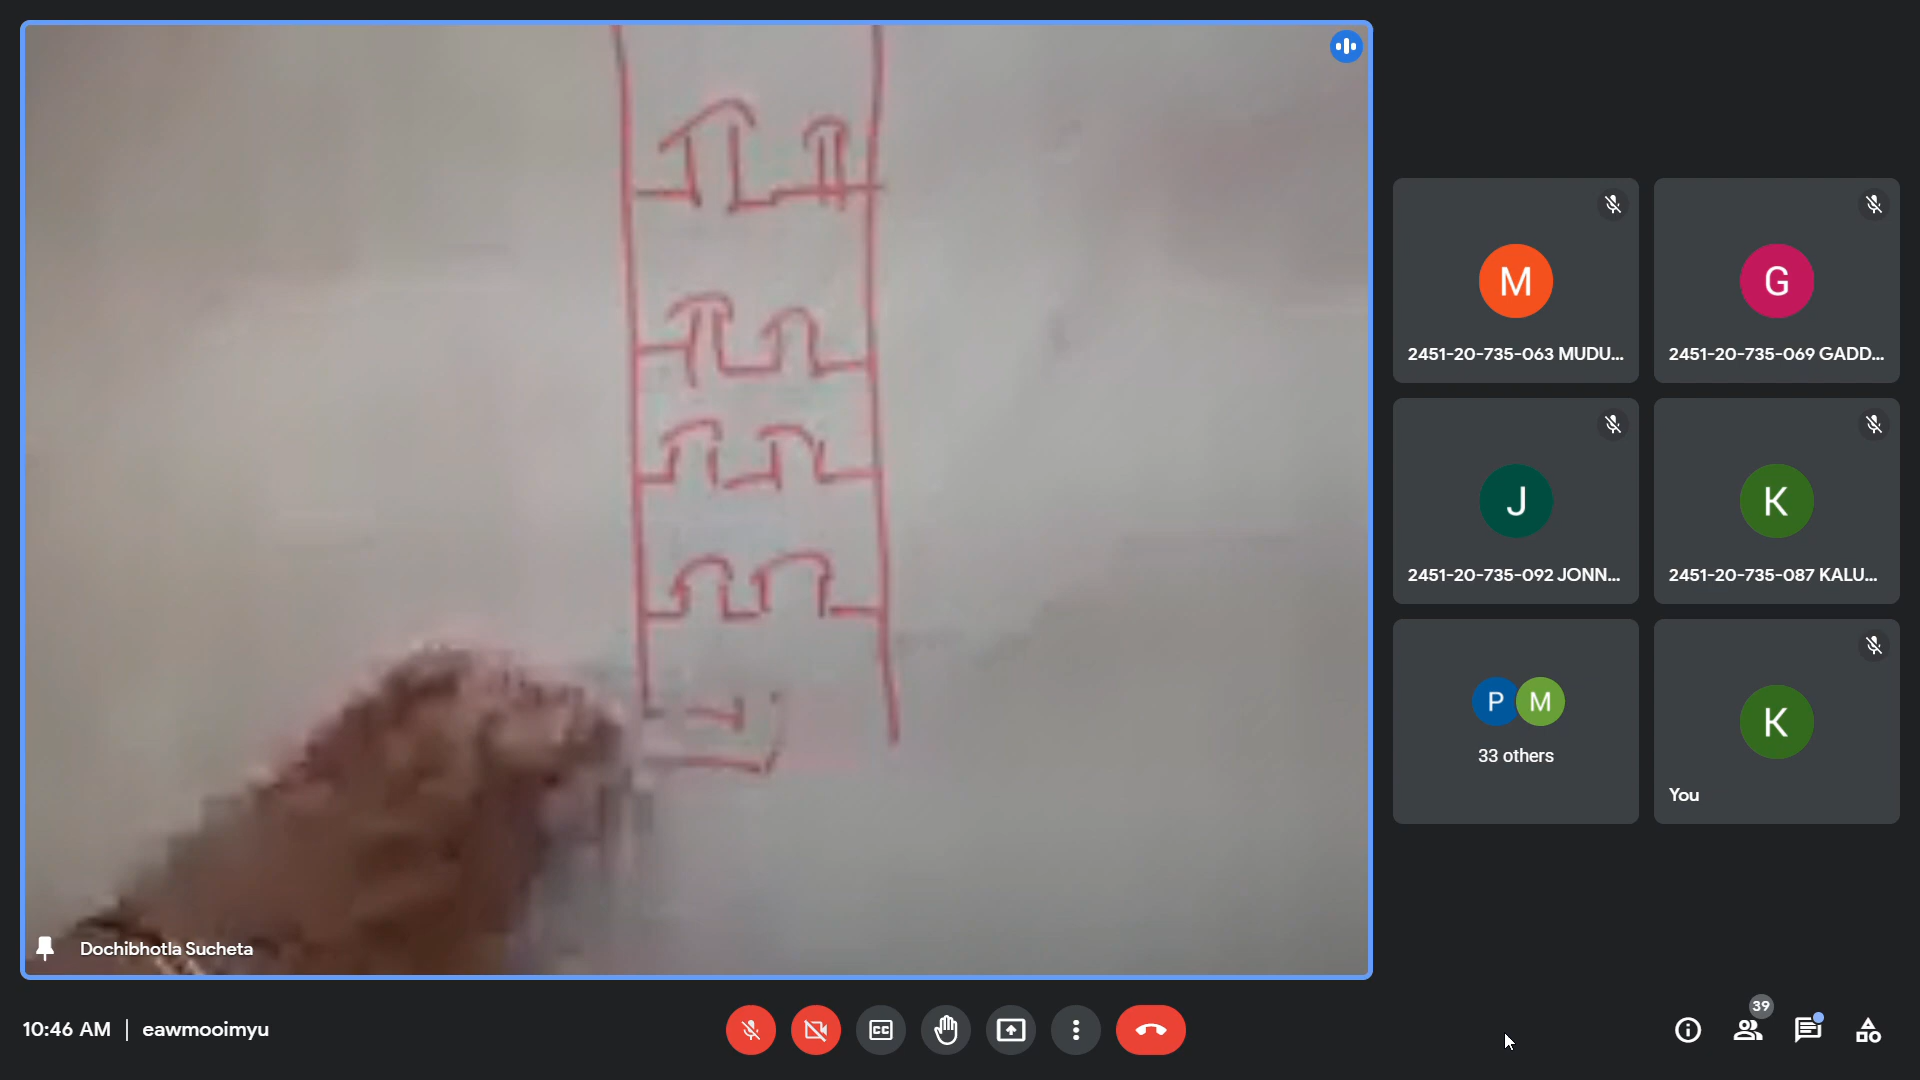 M
2451-20-735-063 MUDU...
G
2451-20-735-069 GADD...
J
2451-20-735-092 JONN...
K
2451-20-735-087 KALU...
P M
33 others
K
You
Dochibhotla Sucheta
10:46 AM | eawmooimyu
CC
39